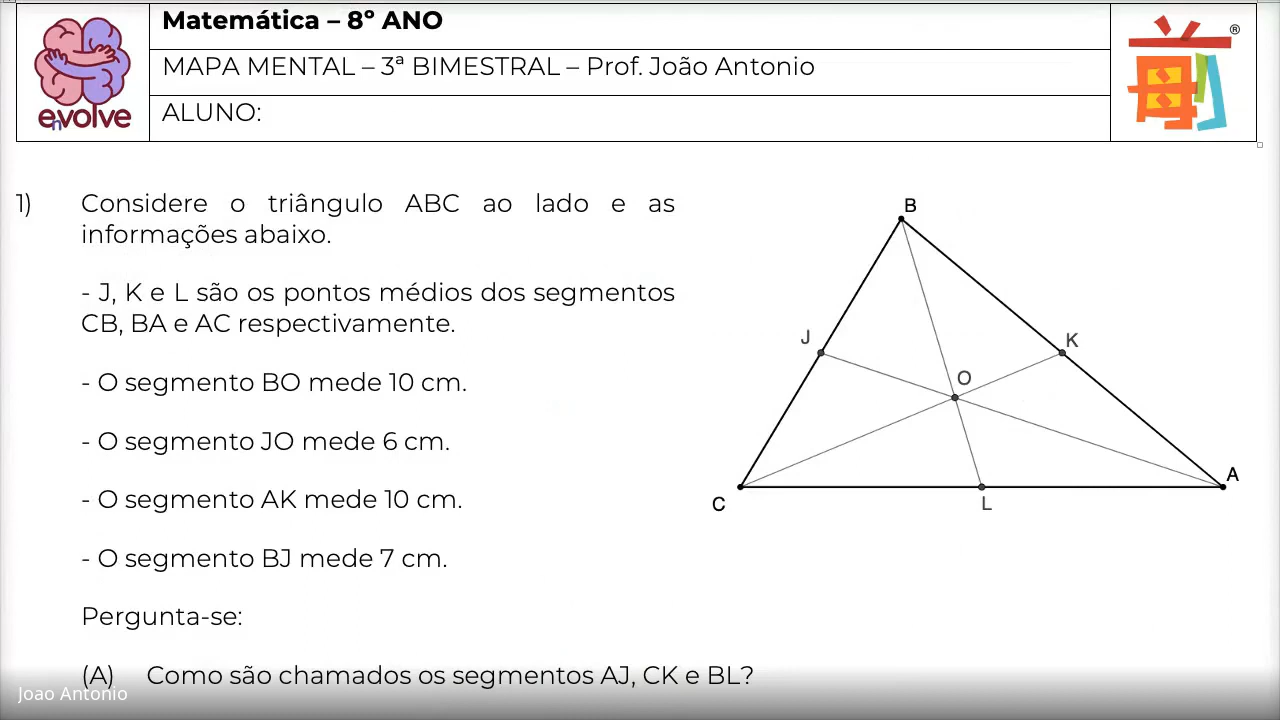 Matemática – 8º ANO
MAPA MENTAL – 3ª BIMESTRAL – Prof. João Antonio
ALUNO:
envolve
®
1) Considere o triângulo ABC ao lado e as
informações abaixo.
- J, K e L são os pontos médios dos segmentos
CB, BA e AC respectivamente.
- O segmento BO mede 10 cm.
- O segmento JO mede 6 cm.
- O segmento AK mede 10 cm.
- O segmento BJ mede 7 cm.
Pergunta-se:
(A) Como são chamados os segmentos AJ, CK e BL?
B
J
K
O
A
C
L
Joao Antonio